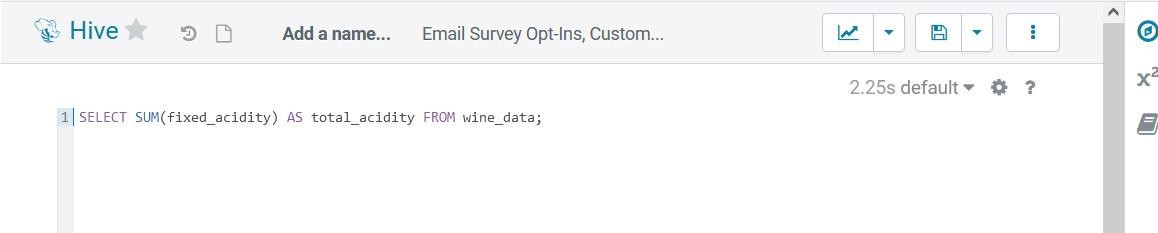 Hive Add a name... Email Survey Opt-Ins, Custom...
2.25s default ?
1 SELECT SUM(fixed_acidity) AS total_acidity FROM wine_data;
x²